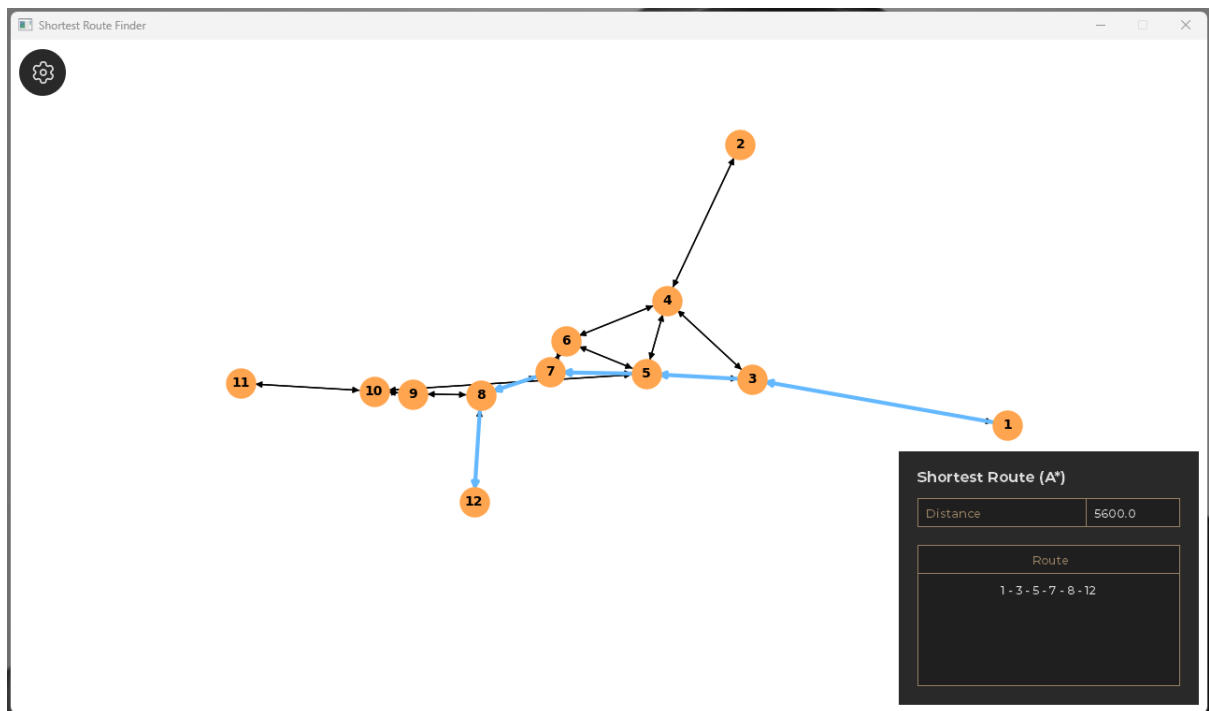 Shortest Route Finder
2
4
6
7
5
3
11
10
9
8
1
12
Shortest Route (A*)
Distance 5600.0
Route
1 - 3 - 5 - 7 - 8 - 12